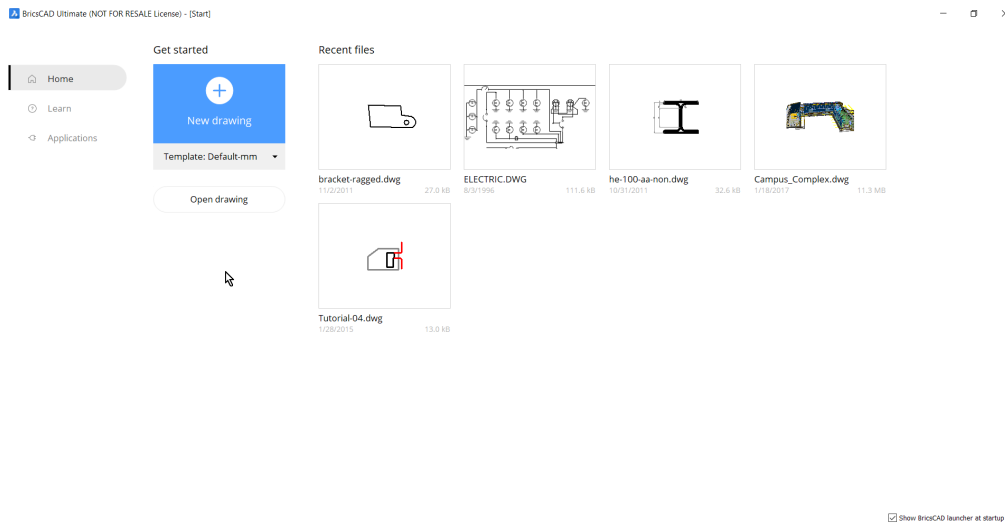 BricsCAD Ultimate (NOT FOR RESALE License) - [Start]
Get started
Recent files
Home
Learn
Applications
New drawing
Template: Default-mm
Open drawing
bracket-ragged.dwg
11/2/2011 27.0 kB
ELECTRIC.DWG
8/3/1996 111.6 kB
he-100-aa-non.dwg
10/31/2011 32.6 kB
Campus_Complex.dwg
1/18/2017 11.3 MB
Tutorial-04.dwg
1/28/2015 13.0 kB
Show BricsCAD launcher at startup